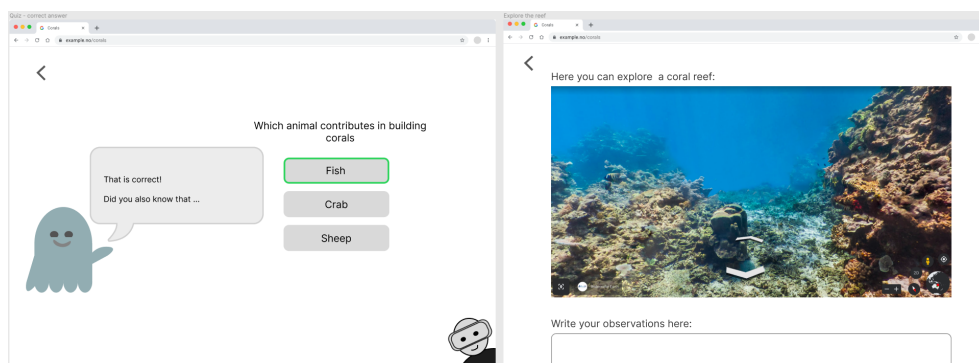 Quiz - correct answer
Corals
example.no/corals
Which animal contributes in building
corals
That is correct!
Did you also know that ...
Fish
Crab
Sheep
Explore the reef
Corals
example.no/corals
Here you can explore a coral reef:
Write your observations here: